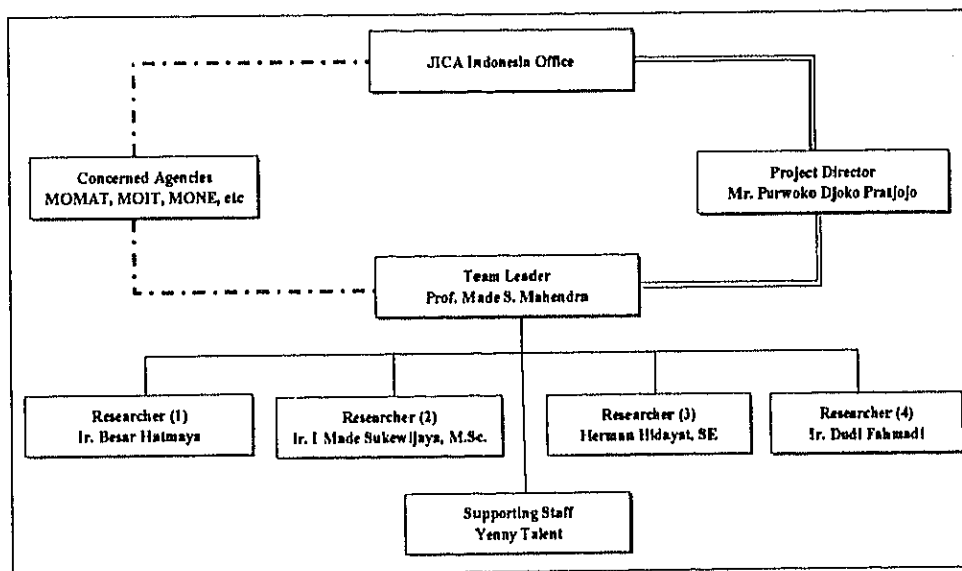 JICA Indonesia Office
Concerned Agencies
MOMAT, MOIT, MONE, etc
Project Director
Mr. Purwoko Djoko Pratjojo
Team Leader
Prof. Made S. Mahendra
Researcher (1)
Ir. Besar Hatmaya
Researcher (2)
Ir. I Made Sukewijaya, M.Sc.
Researcher (3)
Herman Hidayat, SE
Researcher (4)
Ir. Dudi Fahmadi
Supporting Staff
Yenny Talent